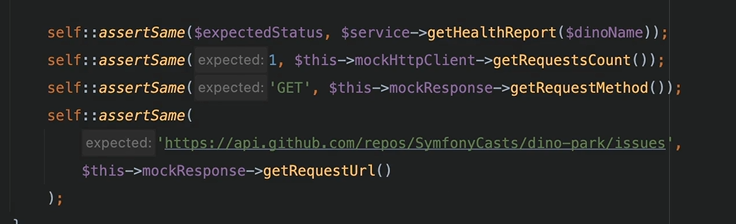 self::assertSame($expectedStatus, $service->getHealthReport($dinoName));
self::assertSame( expected: 1, $this->mockHttpClient->getRequestsCount());
self::assertSame( expected: 'GET', $this->mockResponse->getRequestMethod());
self::assertSame(
expected: 'https://api.github.com/repos/SymfonyCasts/dino-park/issues',
$this->mockResponse->getRequestUrl()
);